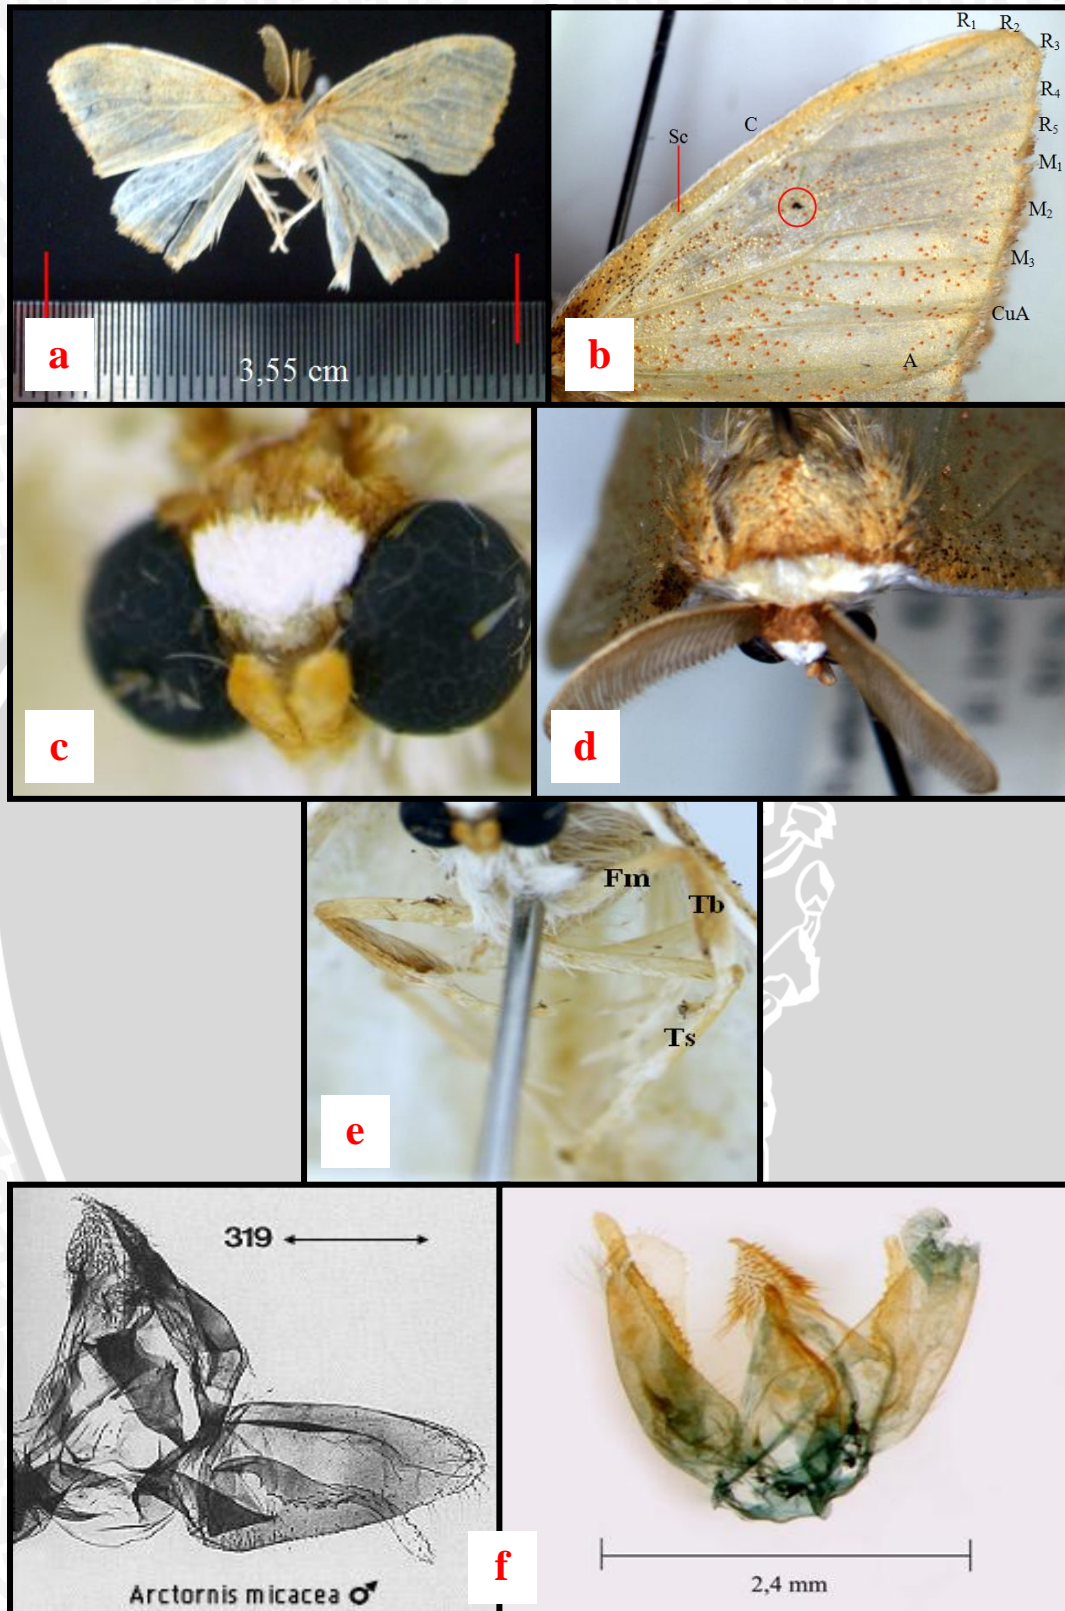 a
3,55 cm
b
R1
R2
R3
R4
R5
M1
M2
M3
CuA
A
C
Sc
c
d
Fm
Tb
Ts
e
319
Arctornis micacea ♂
f
2,4 mm